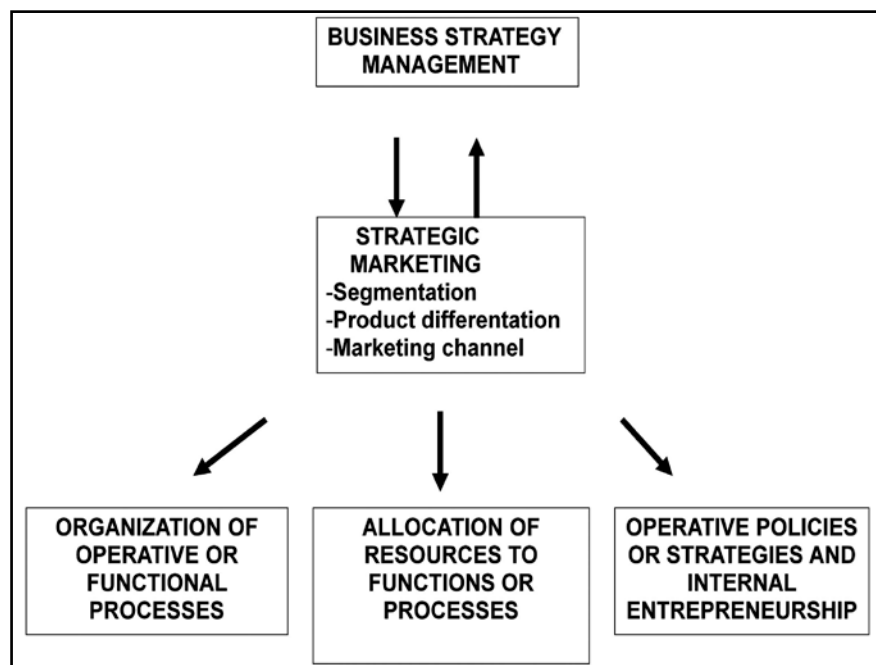 BUSINESS STRATEGY
MANAGEMENT
STRATEGIC
MARKETING
-Segmentation
-Product differentation
-Marketing channel
ORGANIZATION OF
OPERATIVE OR
FUNCTIONAL
PROCESSES
ALLOCATION OF
RESOURCES TO
FUNCTIONS OR
PROCESSES
OPERATIVE POLICIES
OR STRATEGIES AND
INTERNAL
ENTREPRENEURSHIP